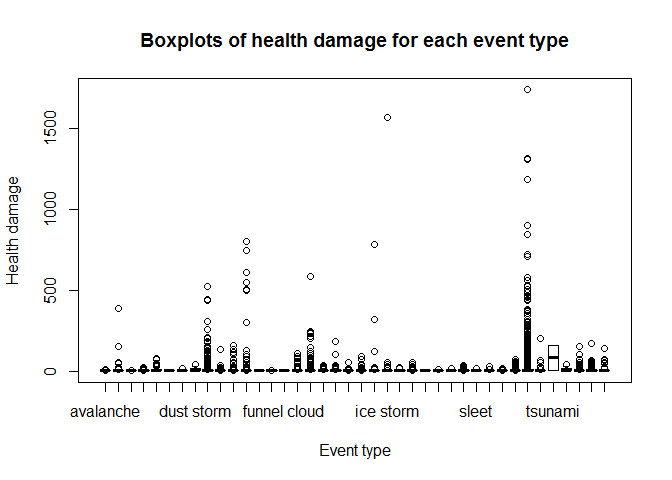 Boxplots of health damage for each event type
Health damage
1500
1000
500
0
avalanche dust storm funnel cloud ice storm sleet tsunami
Event type